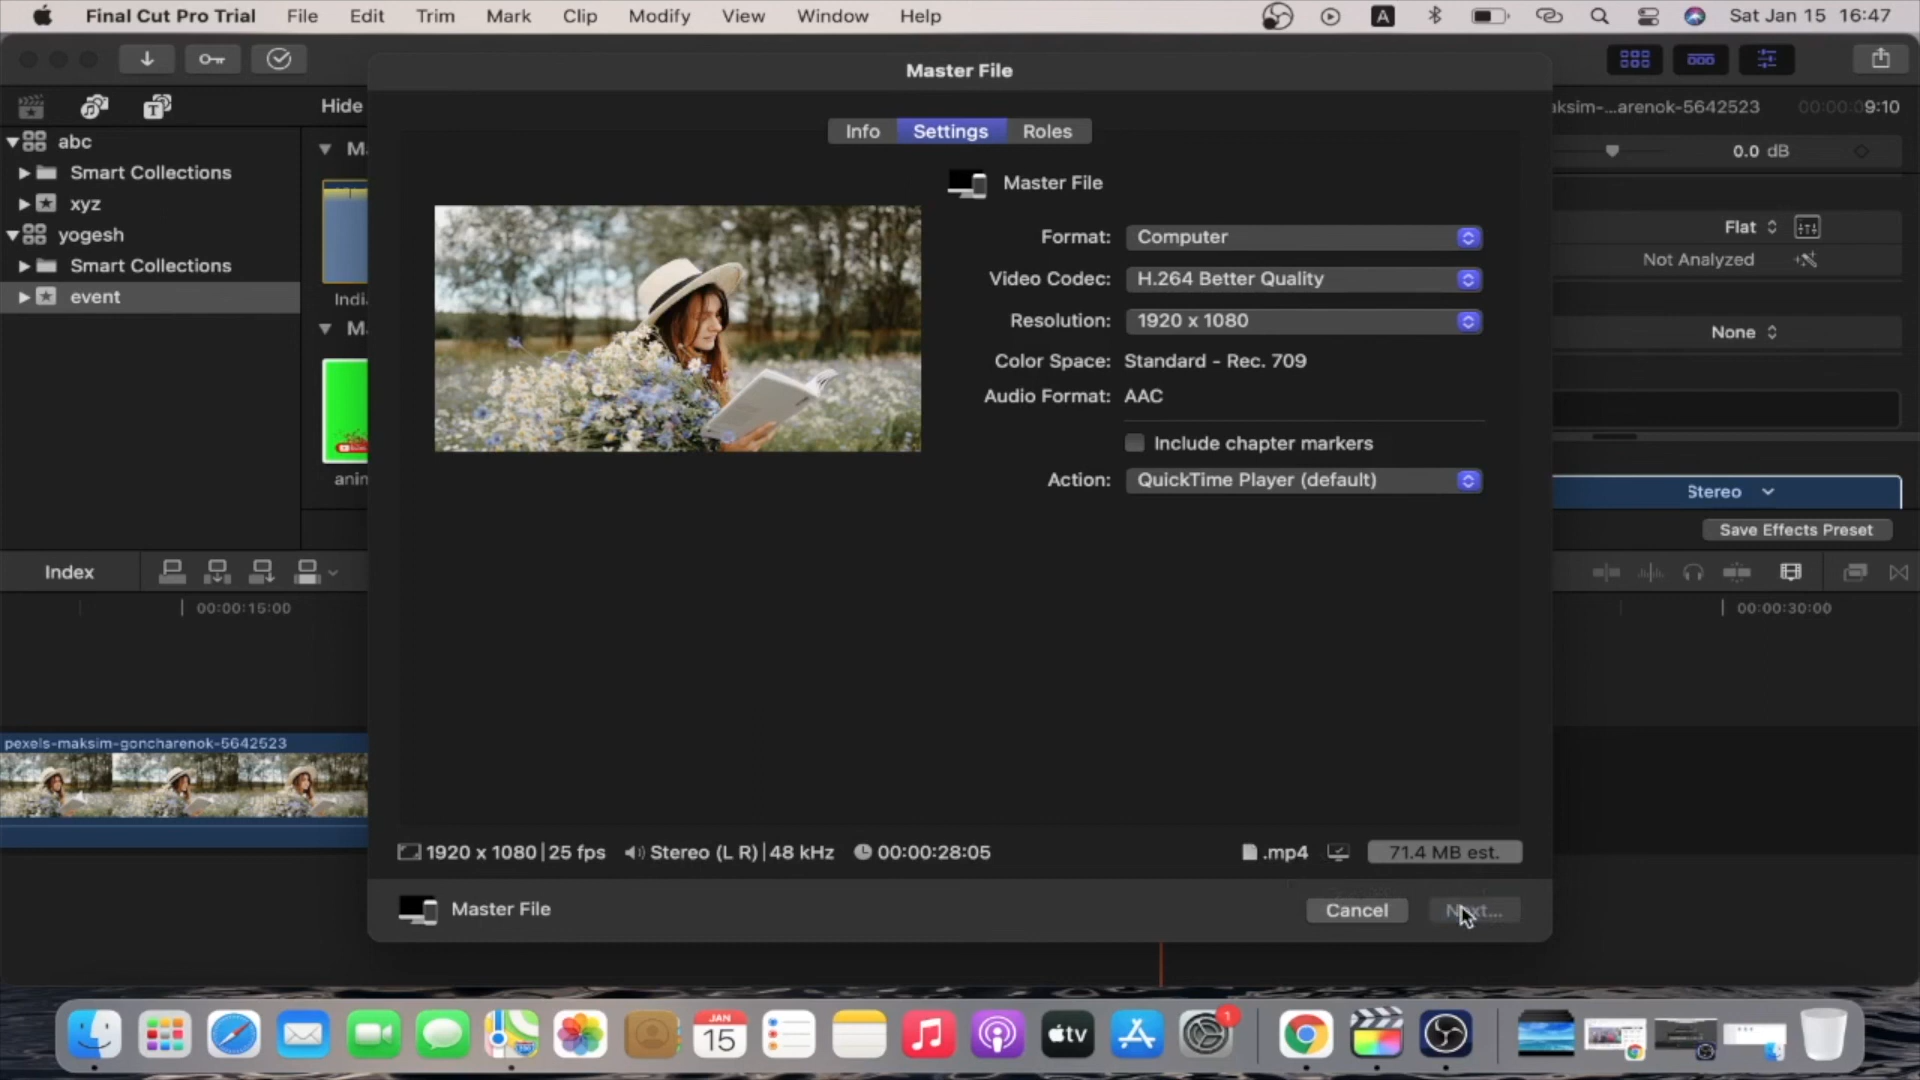 Final Cut Pro Trial File Edit Trim Mark Clip Modify View Window Help A Sat Jan 15 16:47
Master File
Hide
Info Settings Roles
9:10
abc
Smart Collections
xyz
yogesh
Smart Collections
event
Master File
Format: Computer
Video Codec: H.264 Better Quality
Resolution: 1920 x 1080
Color Space: Standard - Rec. 709
Audio Format: AAC
Include chapter markers
Action: QuickTime Player (default)
0.0 dB
Flat
Not Analyzed
None
Stereo
Save Effects Preset
Index
00:00:15:00
00:00:30:00
pexels-maksim-goncharenok-5642523
1920 x 1080|25 fps Stereo (L R)|48 kHz 00:00:28:05 .mp4 71.4 MB est.
Master File Cancel Next...
JAN
15
tv
1